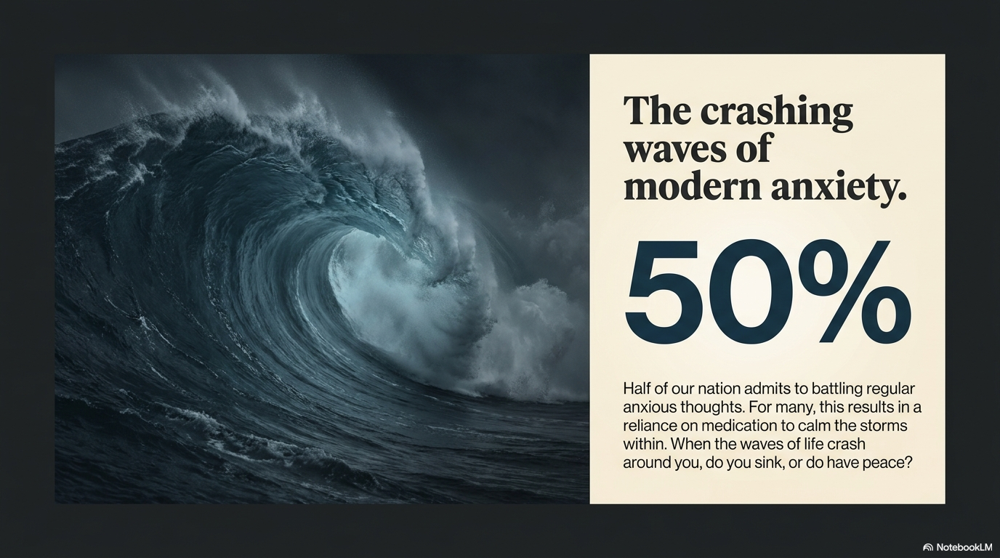 The crashing
waves of
modern anxiety.
50%
Half of our nation admits to battling regular
anxious thoughts. For many, this results in a
reliance on medication to calm the storms
within. When the waves of life crash
around you, do you sink, or do have peace?
NotebookLM